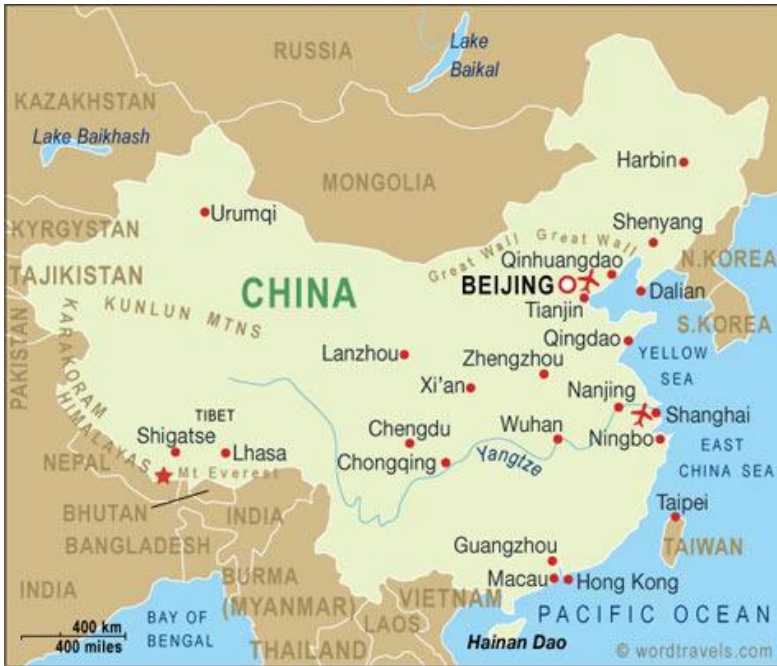 RUSSIA
Lake
Baikal
KAZAKHSTAN
Lake Baikhash
MONGOLIA
Harbin
Urumqi
KYRGYSTAN
Shenyang
Great Wall Great Wall
Qinhuangdao
N.KOREA
TAJIKISTAN
CHINA
BEIJING
Dalian
KUNLUN MTNS
Tianjin
S.KOREA
PAKISTAN
KARAKORAM
Lanzhou
Zhengzhou
Qingdao
YELLOW
SEA
Xi'an
Nanjing
HIMALAYAS
TIBET
Shanghai
Shigatse
Chengdu
Wuhan
Ningbo
EAST
CHINA SEA
Lhasa
NEPAL
Mt Everest
Chongqing
Yangtze
Taipei
BHUTAN
INDIA
BANGLADESH
Guangzhou
TAIWAN
INDIA
BURMA
(MYANMAR)
VIETNAM
Macau
Hong Kong
BAY OF
BENGAL
LAOS
PACIFIC OCEAN
400 km
400 miles
THAILAND
Hainan Dao
© wordtravels.com